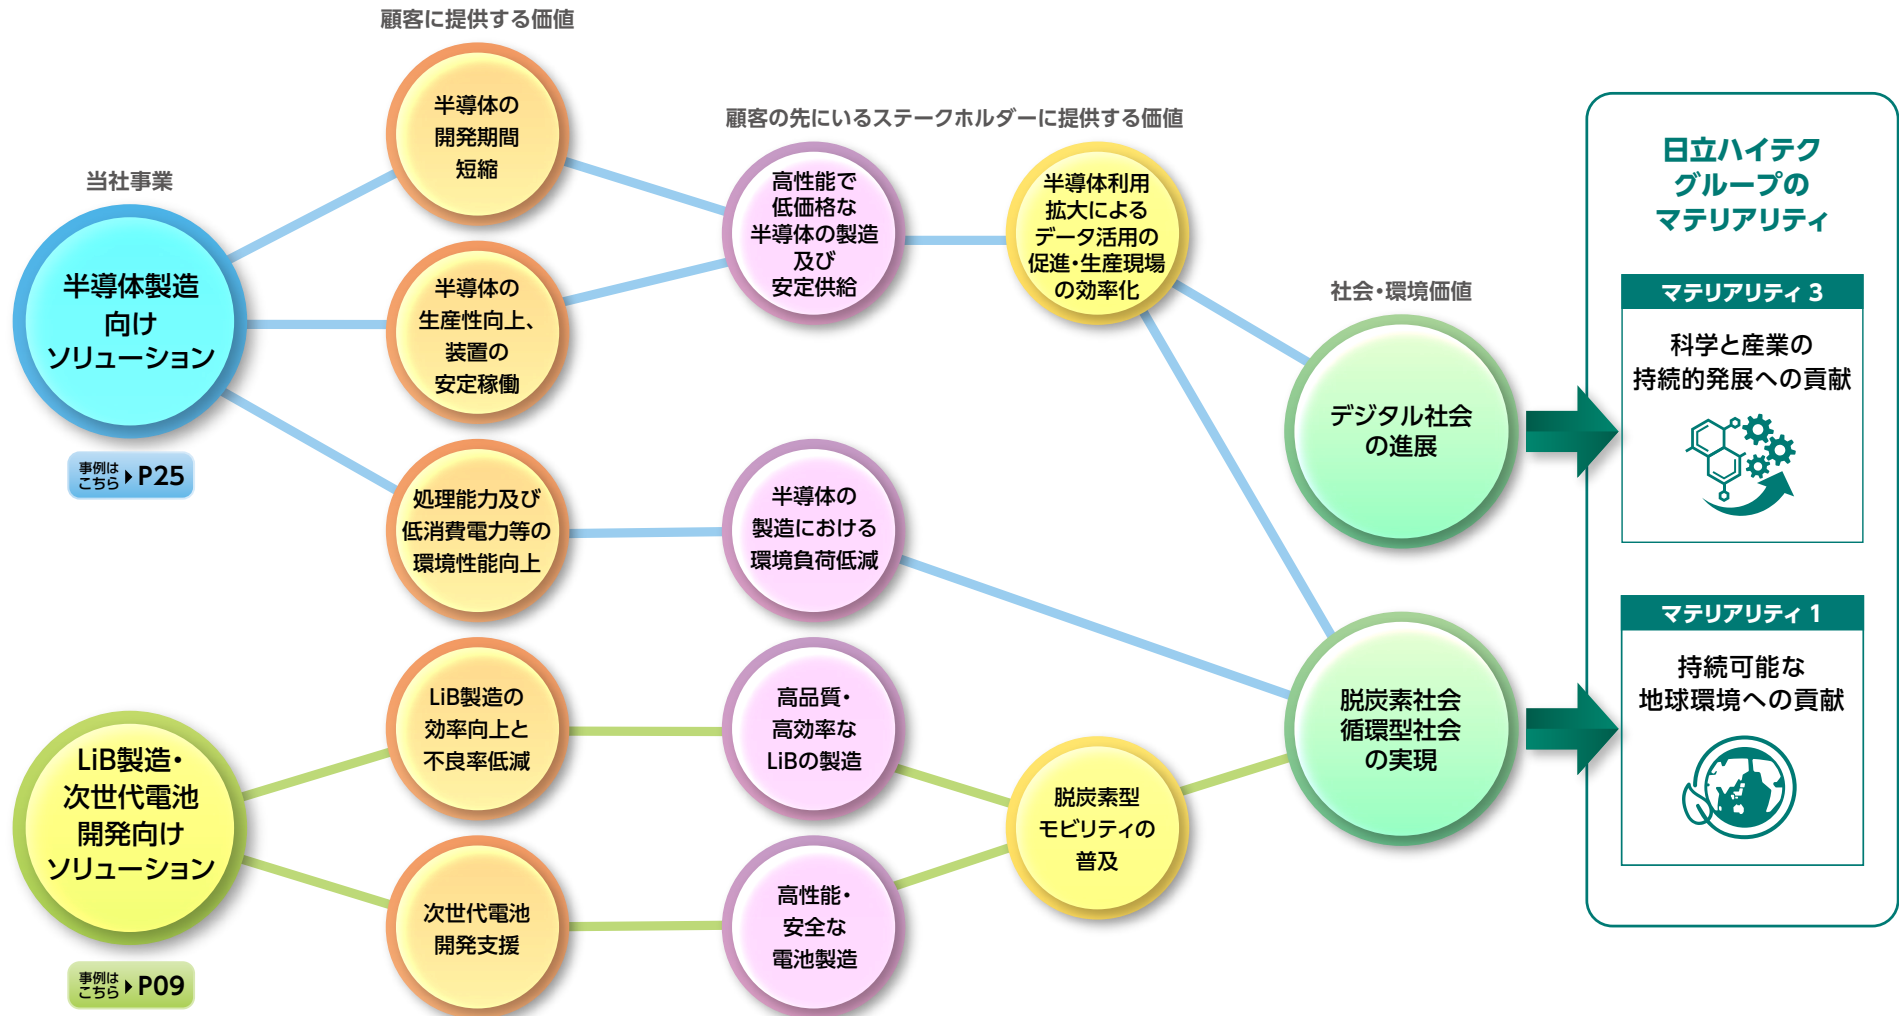 顧客に提供する価値
半導体の
開発期間
短縮
顧客の先にいるステークホルダーに提供する価値
当社事業
半導体製造
向け
ソリューション
事例は
こちら
P25
半導体の
生産性向上、
装置の
安定稼働
処理能力及び
低消費電力等の
環境性能向上
高性能で
低価格な
半導体の製造
及び
安定供給
半導体利用
拡大による
データ活用の
促進・生産現場
の効率化
半導体の
製造における
環境負荷低減
社会・環境価値
デジタル社会
の進展
LiB製造・
次世代電池
開発向け
ソリューション
事例は
こちら
P09
LiB製造の
効率向上と
不良率低減
次世代電池
開発支援
高品質・
高効率な
LiBの製造
高性能・
安全な
電池製造
脱炭素型
モビリティの
普及
脱炭素社会
循環型社会
の実現
日立ハイテク
グループの
マテリアリティ
マテリアリティ 3
科学と産業の
持続的発展への貢献
マテリアリティ 1
持続可能な
地球環境への貢献